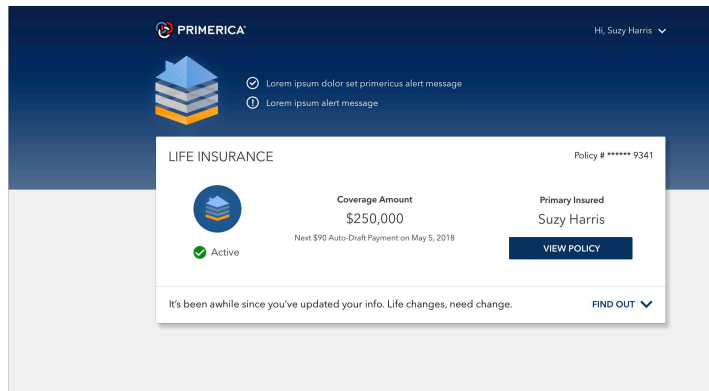 PRIMERICA
Hi, Suzy Harris
Lorem ipsum dolor set primericus alert message
Lorem ipsum alert message
LIFE INSURANCE
Policy # ****** 9341
Coverage Amount
$250,000
Next $90 Auto-Draft Payment on May 5, 2018
Active
Primary Insured
Suzy Harris
VIEW POLICY
It's been awhile since you've updated your info. Life changes, need change.
FIND OUT